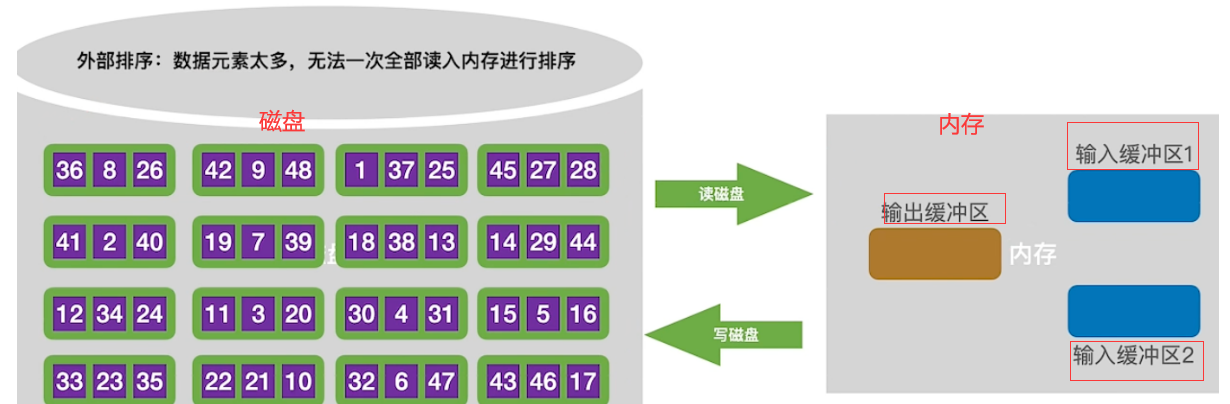 外部排序：数据元素太多，无法一次全部读入内存进行排序
磁盘
36 8 26 42 9 48 1 37 25 45 27 28
41 2 40 19 7 39 18 38 13 14 29 44
盘
12 34 24 11 3 20 30 4 31 15 5 16
33 23 35 22 21 10 32 6 47 43 46 17
读磁盘
写磁盘
内存
输入缓冲区1
输出缓冲区
内存
输入缓冲区2